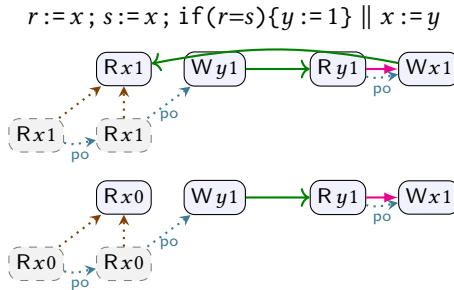 r := x ; s := x ; if(r=s){y := 1} ∥ x := y
Rx1 Wy1 Ry1 Wx1
po po
Rx1 Rx1
po
Rx0 Wy1 Ry1 Wx1
po po
Rx0 Rx0
po